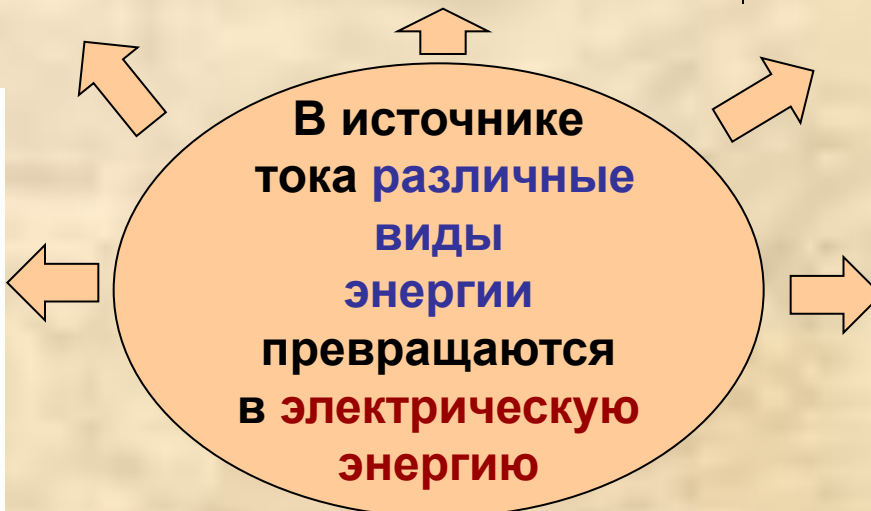 В источнике
тока различные
виды
энергии
превращаются
в электрическую
энергию